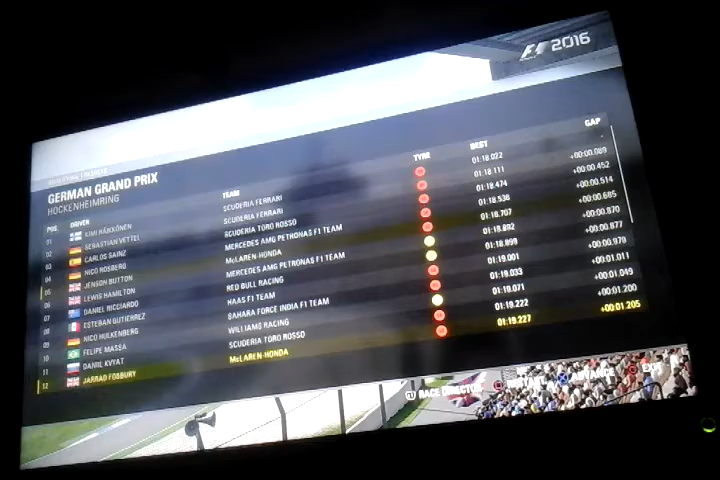 F1 2016
GERMAN GRAND PRIX
HOCKENHEIMRING
POS. DRIVER TEAM TYRE BEST GAP
01 KIMI RÄIKKÖNEN SCUDERIA FERRARI 01:18.022 -
02 SEBASTIAN VETTEL SCUDERIA FERRARI 01:18.111 +00:00.089
03 CARLOS SAINZ SCUDERIA TORO ROSSO 01:18.474 +00:00.452
04 NICO ROSBERG MERCEDES AMG PETRONAS F1 TEAM 01:18.536 +00:00.514
05 JENSON BUTTON McLAREN-HONDA 01:18.707 +00:00.685
06 LEWIS HAMILTON MERCEDES AMG PETRONAS F1 TEAM 01:18.892 +00:00.870
07 DANIEL RICCIARDO RED BULL RACING 01:18.899 +00:00.877
08 ESTEBAN GUTIERREZ HAAS F1 TEAM 01:19.001 +00:00.979
09 NICO HULKENBERG SAHARA FORCE INDIA F1 TEAM 01:19.033 +00:01.011
10 FELIPE MASSA WILLIAMS RACING 01:19.071 +00:01.049
11 DANIIL KVYAT SCUDERIA TORO ROSSO 01:19.222 +00:01.200
12 JARRAD FOSBURY McLAREN-HONDA 01:19.227 +00:01.205
RACE DIRECTOR RESTART ADVANCE EXIT